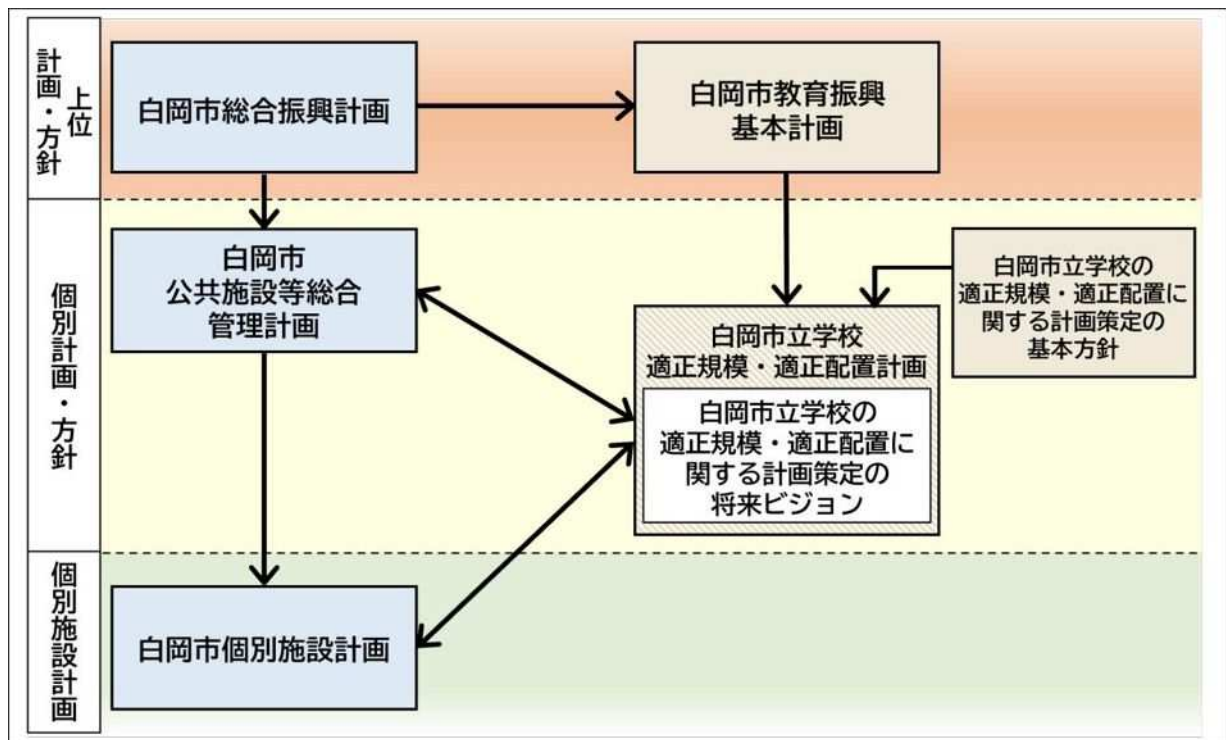 上位
計画・方針
白岡市総合振興計画
白岡市教育振興
基本計画
個別計画・方針
白岡市
公共施設等総合
管理計画
白岡市立学校の
適正規模・適正配置に
関する計画策定の
基本方針
白岡市立学校
適正規模・適正配置計画
白岡市立学校の
適正規模・適正配置に
関する計画策定の
将来ビジョン
個別施設計画
白岡市個別施設計画